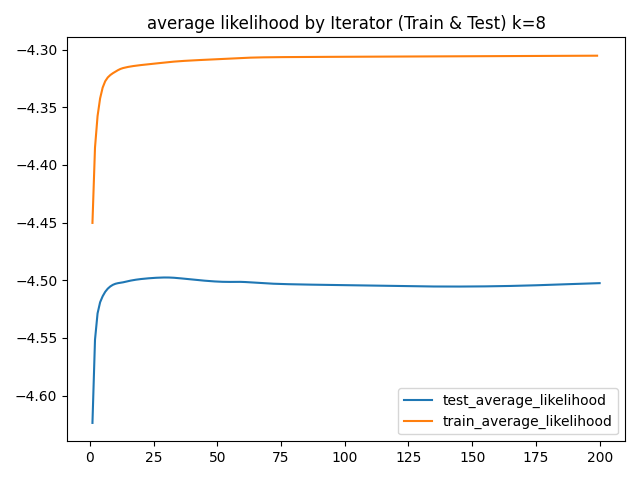 average likelihood by Iterator (Train & Test) k=8
−4.30
−4.35
−4.40
−4.45
−4.50
−4.55
−4.60
test_average_likelihood
train_average_likelihood
0 25 50 75 100 125 150 175 200